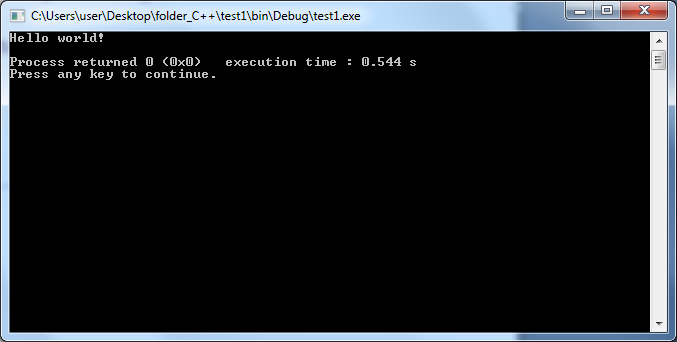 C:\Users\user\Desktop\folder_C++\test1\bin\Debug\test1.exe
Hello world!
Process returned 0 (0x0)   execution time : 0.544 s
Press any key to continue.